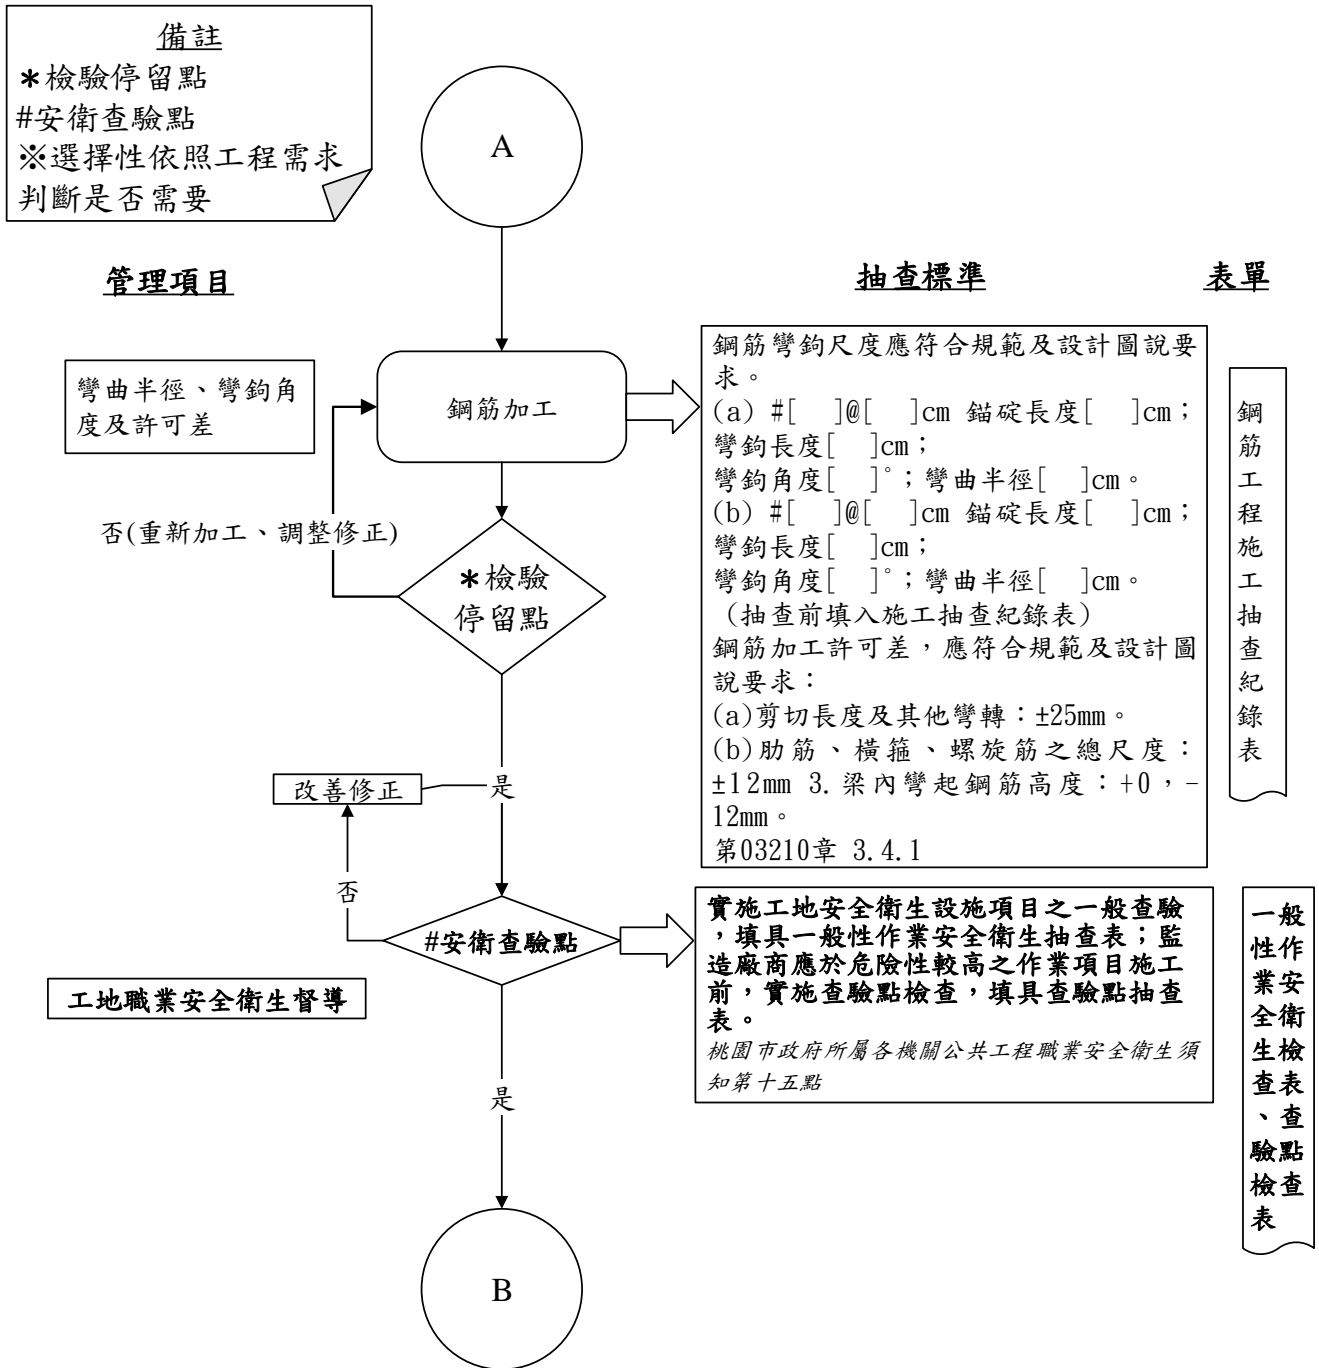 備註
*檢驗停留點
#安衛查驗點
※選擇性依照工程需求
判斷是否需要
A
管理項目
抽查標準
表單
彎曲半徑、彎鉤角
度及許可差
鋼筋加工
鋼筋彎鉤尺度應符合規範及設計圖說要
求。
(a) #[ ]@[ ]cm 錨碇長度[ ]cm；
彎鉤長度[ ]cm；
彎鉤角度[ ]°；彎曲半徑[ ]cm。
(b) #[ ]@[ ]cm 錨碇長度[ ]cm；
彎鉤長度[ ]cm；
彎鉤角度[ ]°；彎曲半徑[ ]cm。
（抽查前填入施工抽查紀錄表）
鋼筋加工許可差，應符合規範及設計圖
說要求：
(a)剪切長度及其他彎轉：±25mm。
(b)肋筋、橫箍、螺旋筋之總尺度：
±12mm 3.梁內彎起鋼筋高度：+0，-
12mm。
第03210章 3.4.1
鋼筋工程施工抽查紀錄表
否(重新加工、調整修正)
*檢驗
停留點
改善修正
是
否
#安衛查驗點
工地職業安全衛生督導
實施工地安全衛生設施項目之一般查驗
，填具一般性作業安全衛生抽查表；監
造廠商應於危險性較高之作業項目施工
前，實施查驗點檢查，填具查驗點抽查
表。
桃園市政府所屬各機關公共工程職業安全衛生須
知第十五點
一般
性作
業安
全衛
生檢
查表
、查
驗點
檢查
表
是
B